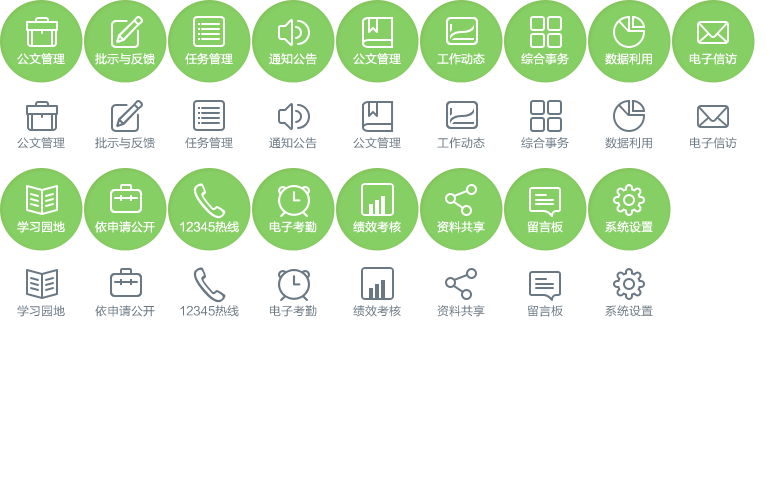 公文管理 批示与反馈 任务管理 通知公告 公文管理 工作动态 综合事务 数据利用 电子信访
公文管理 批示与反馈 任务管理 通知公告 公文管理 工作动态 综合事务 数据利用 电子信访
学习园地 依申请公开 12345热线 电子考勤 绩效考核 资料共享 留言板 系统设置
学习园地 依申请公开 12345热线 电子考勤 绩效考核 资料共享 留言板 系统设置